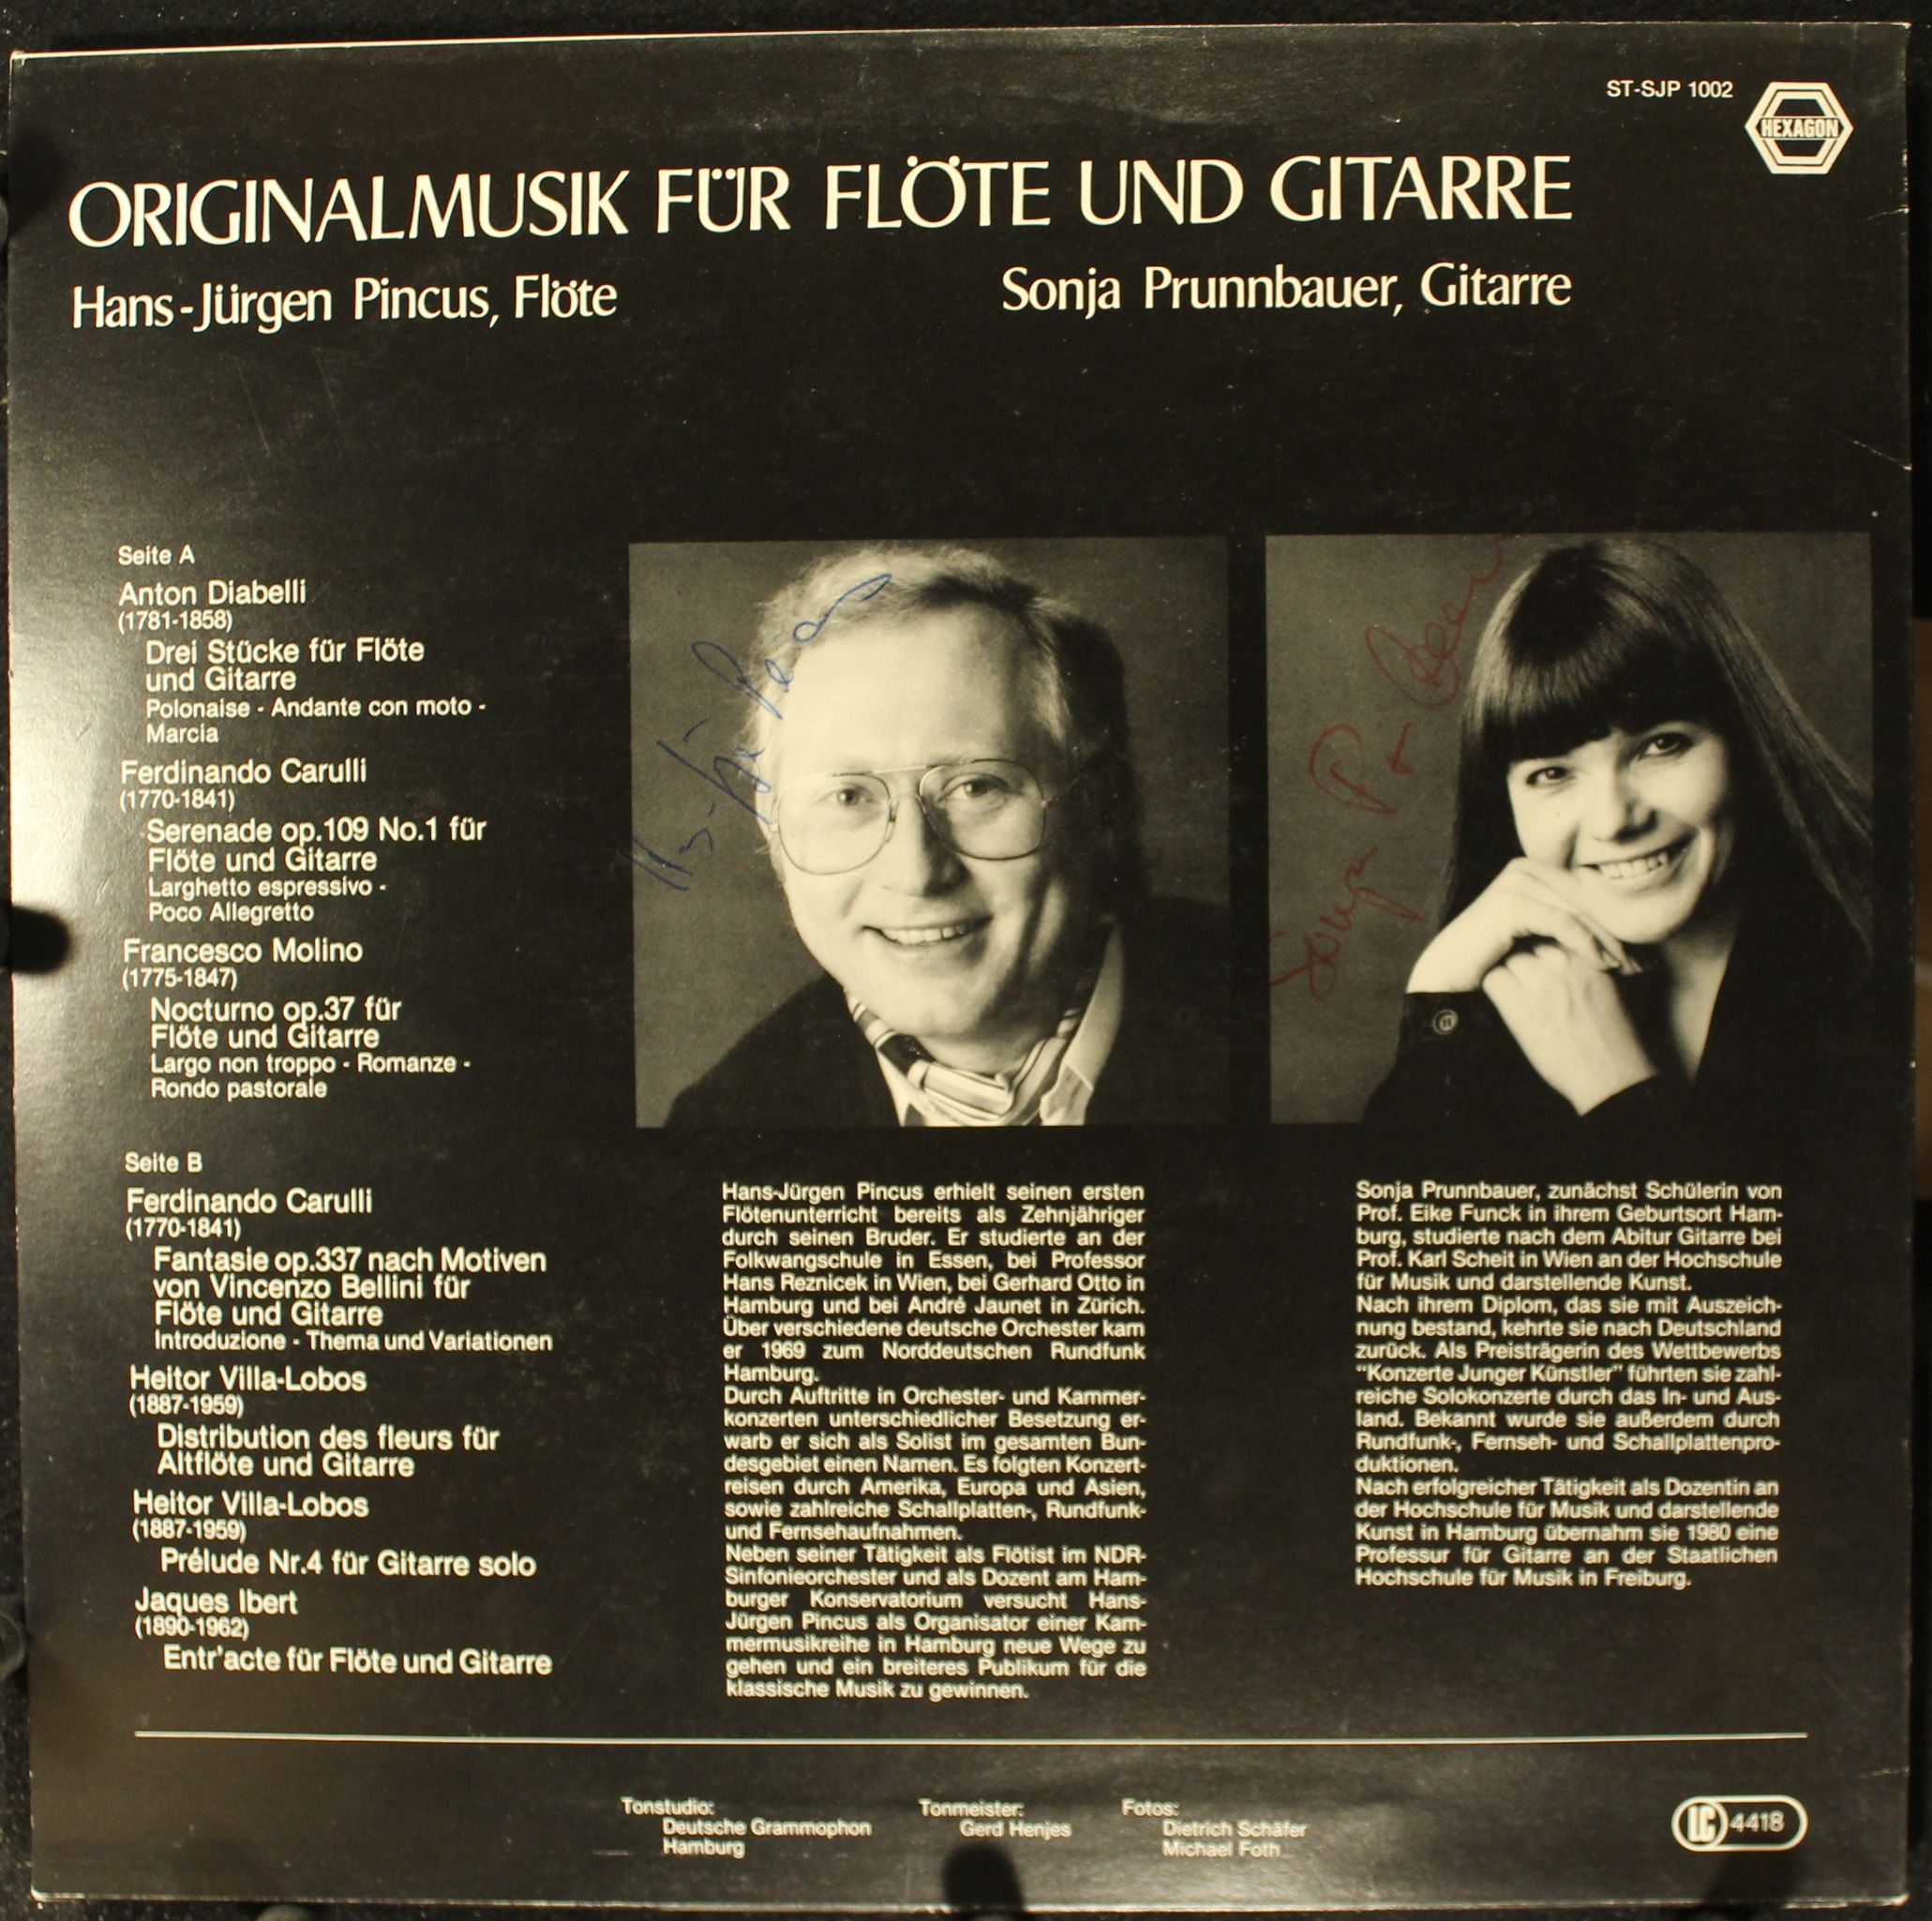 ST-SJP 1002
HEXAGON
ORIGINALMUSIK FÜR FLÖTE UND GITARRE
Hans-Jürgen Pincus, Flöte
Sonja Prunnbauer, Gitarre
Seite A
Anton Diabelli
(1781-1858)
Drei Stücke für Flöte
und Gitarre
Polonaise - Andante con moto -
Marcia
Ferdinando Carulli
(1770-1841)
Serenade op.109 No.1 für
Flöte und Gitarre
Larghetto espressivo -
Poco Allegretto
Francesco Molino
(1775-1847)
Nocturno op.37 für
Flöte und Gitarre
Largo non troppo - Romanze -
Rondo pastorale
Seite B
Ferdinando Carulli
(1770-1841)
Fantasie op.337 nach Motiven
von Vincenzo Bellini für
Flöte und Gitarre
Introduzione - Thema und Variationen
Heitor Villa-Lobos
(1887-1959)
Distribution des fleurs für
Altflöte und Gitarre
Heitor Villa-Lobos
(1887-1959)
Prélude Nr.4 für Gitarre solo
Jaques Ibert
(1890-1962)
Entr'acte für Flöte und Gitarre
Hans-Jürgen Pincus erhielt seinen ersten
Flötenunterricht bereits als Zehnjähriger
durch seinen Bruder. Er studierte an der
Folkwangschule in Essen, bei Professor
Hans Reznicek in Wien, bei Gerhard Otto in
Hamburg und bei André Jaunet in Zürich.
Über verschiedene deutsche Orchester kam
er 1969 zum Norddeutschen Rundfunk
Hamburg.
Durch Auftritte in Orchester- und Kammer-
konzerten unterschiedlicher Besetzung er-
warb er sich als Solist im gesamten Bun-
desgebiet einen Namen. Es folgten Konzert-
reisen durch Amerika, Europa und Asien,
sowie zahlreiche Schallplatten-, Rundfunk-
und Fernsehaufnahmen.
Neben seiner Tätigkeit als Flötist im NDR-
Sinfonieorchester und als Dozent am Ham-
burger Konservatorium versucht Hans-
Jürgen Pincus als Organisator einer Kam-
mermusikreihe in Hamburg neue Wege zu
gehen und ein breiteres Publikum für die
klassische Musik zu gewinnen.
Sonja Prunnbauer, zunächst Schülerin von
Prof. Eike Funck in ihrem Geburtsort Ham-
burg, studierte nach dem Abitur Gitarre bei
Prof. Karl Scheit in Wien an der Hochschule
für Musik und darstellende Kunst.
Nach ihrem Diplom, das sie mit Auszeich-
nung bestand, kehrte sie nach Deutschland
zurück. Als Preisträgerin des Wettbewerbs
"Konzerte Junger Künstler" führten sie zahl-
reiche Solokonzerte durch das In- und Aus-
land. Bekannt wurde sie außerdem durch
Rundfunk-, Fernseh- und Schallplattenpro-
duktionen.
Nach erfolgreicher Tätigkeit als Dozentin an
der Hochschule für Musik und darstellende
Kunst in Hamburg übernahm sie 1980 eine
Professur für Gitarre an der Staatlichen
Hochschule für Musik in Freiburg.
Tonstudio:
Deutsche Grammophon
Hamburg
Tonmeister:
Gerd Henjes
Fotos:
Dietrich Schäfer
Michael Foth
LC 4418